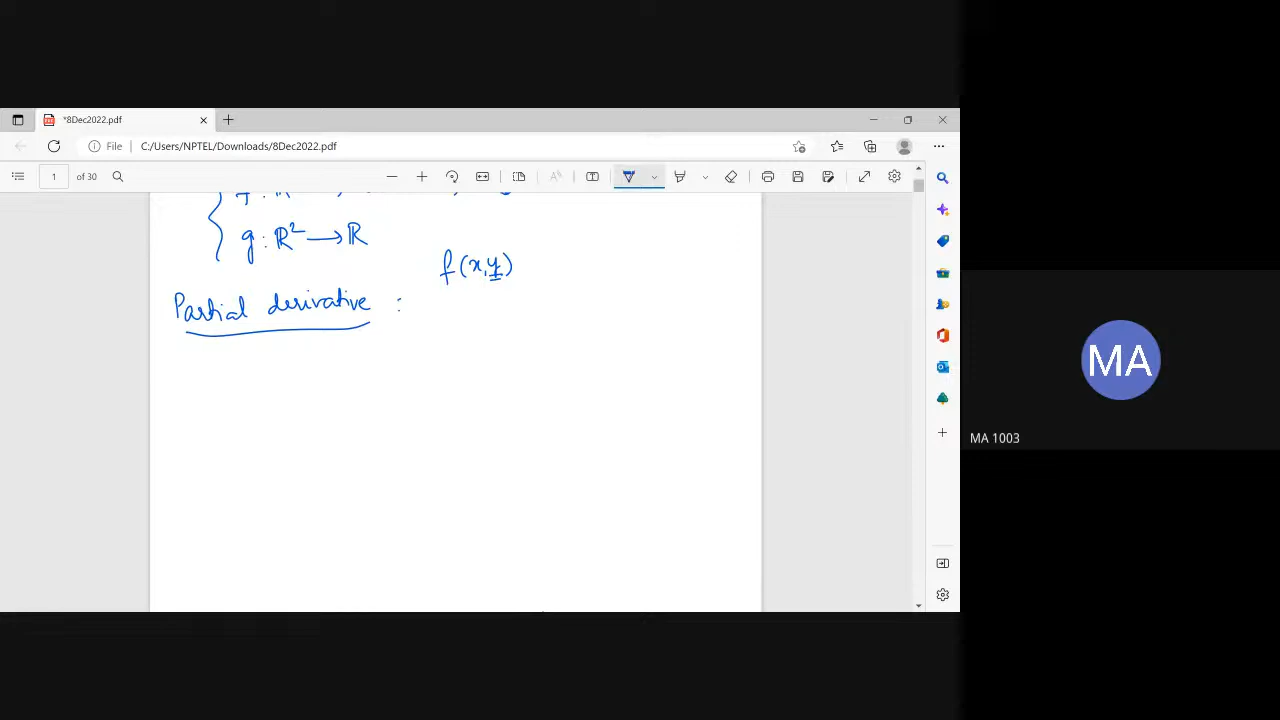 *8Dec2022.pdf
File C:/Users/NPTEL/Downloads/8Dec2022.pdf
1 of 30
g : ℝ² → ℝ
f(x,y)
Partial derivative :
MA
MA 1003